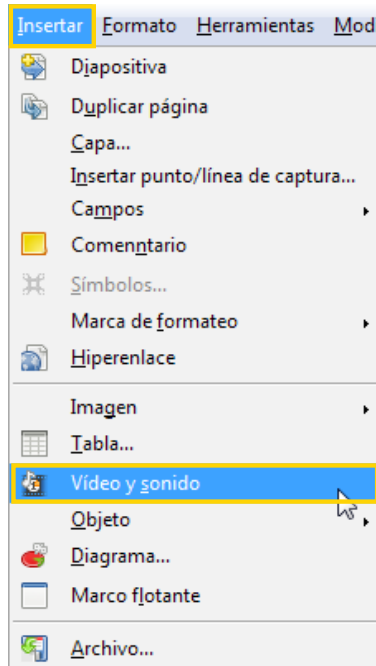 Insertar Formato Herramientas Mod
Diapositiva
Duplicar página
Capa...
Insertar punto/línea de captura...
Campos
Comenntario
Símbolos...
Marca de formateo
Hiperenlace
Imagen
Tabla...
Vídeo y sonido
Objeto
Diagrama...
Marco flotante
Archivo...